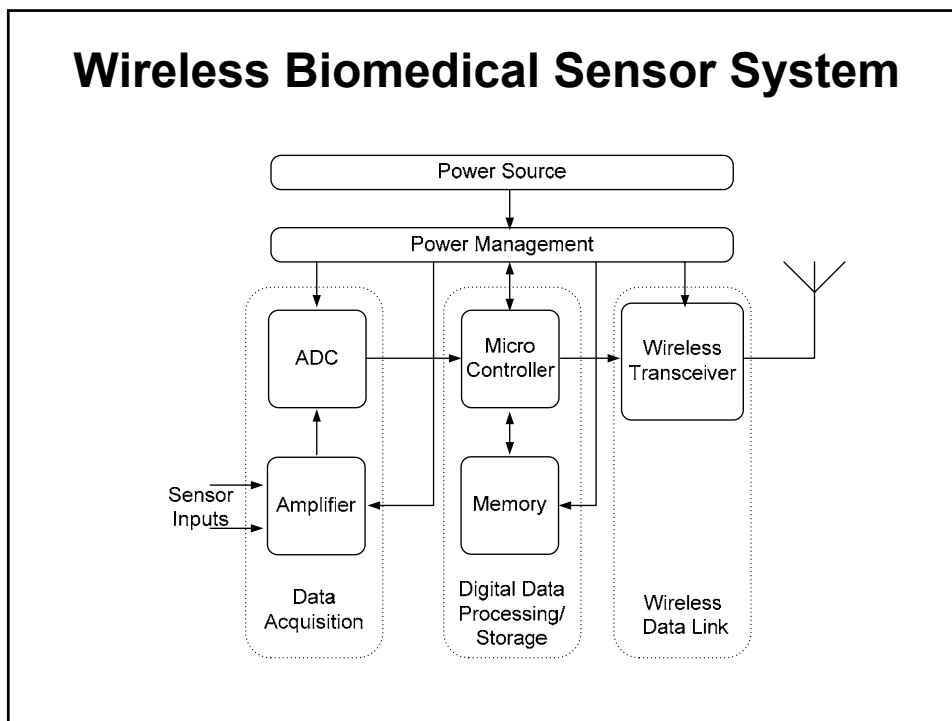 Wireless Biomedical Sensor System
Power Source
Power Management
ADC
Micro
Controller
Wireless
Transceiver
Sensor
Inputs
Amplifier
Memory
Data
Acquisition
Digital Data
Processing/
Storage
Wireless
Data Link